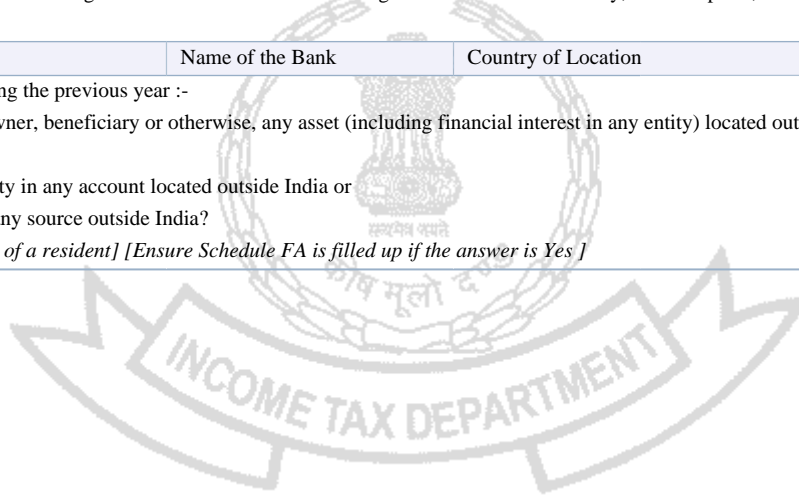 Name of the Bank Country of Location
ng the previous year :-
wner, beneficiary or otherwise, any asset (including financial interest in any entity) located out
ty in any account located outside India or
ny source outside India?
of a resident] [Ensure Schedule FA is filled up if the answer is Yes ]
सत्यमेव जयते
कोष मूलो दण्ड
INCOME TAX DEPARTMENT